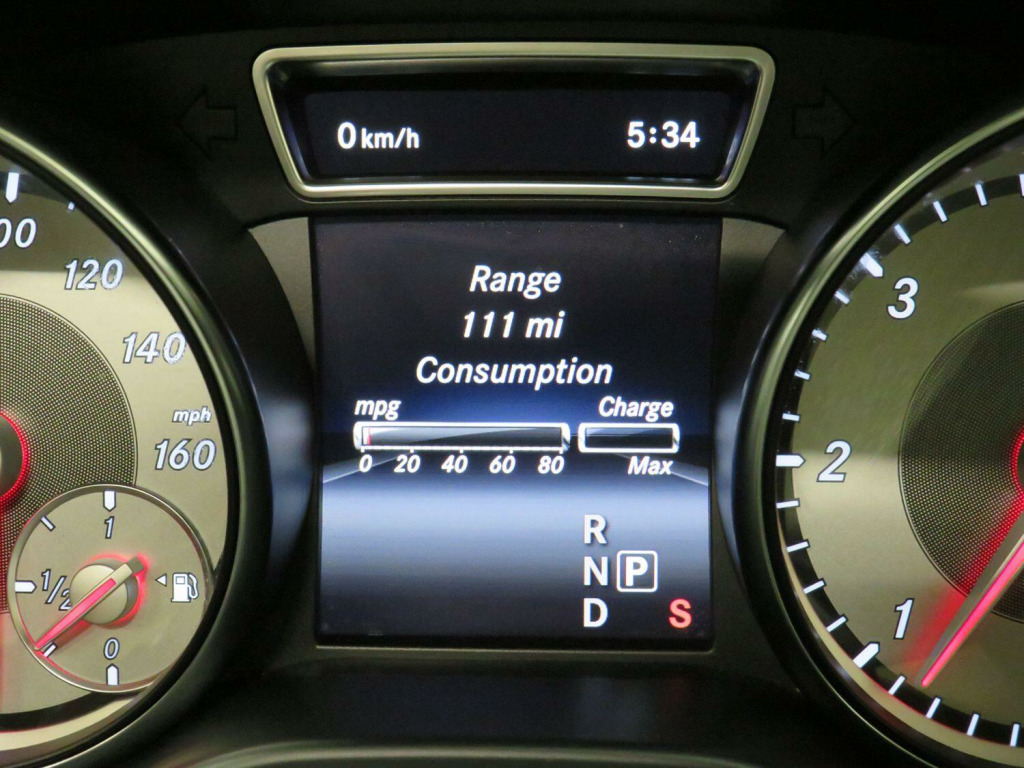 0 km/h 5:34
Range
111 mi
Consumption
mpg Charge
0 20 40 60 80 Max
R
N P
D S
120
140
mph
160
1
1/2
0
3
2
1